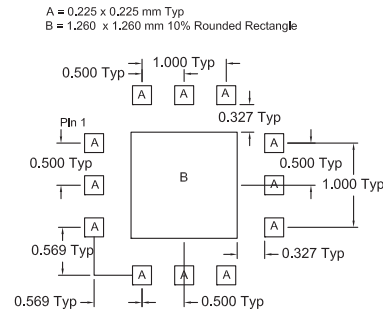 A = 0.225 x 0.225 mm Typ
B = 1.260 x 1.260 mm 10% Rounded Rectangle
1.000 Typ
0.500 Typ
A A A
0.327 Typ
Pin 1
A A
0.500 Typ 0.500 Typ
B
1.000 Typ
A A
A A
0.569 Typ
0.327 Typ
A A A
0.569 Typ 0.500 Typ